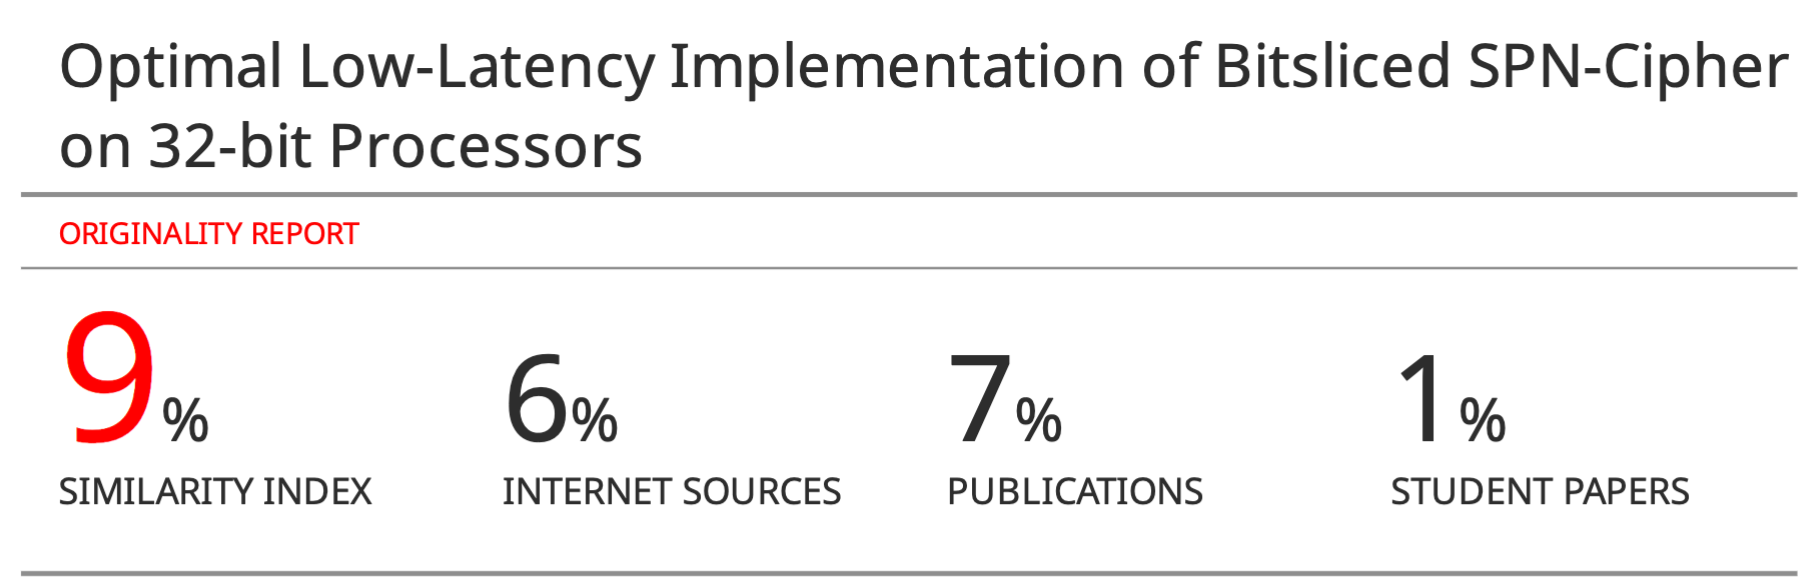 Optimal Low-Latency Implementation of Bitsliced SPN-Cipher
on 32-bit Processors
ORIGINALITY REPORT
9% 6% 7% 1%
SIMILARITY INDEX INTERNET SOURCES PUBLICATIONS STUDENT PAPERS